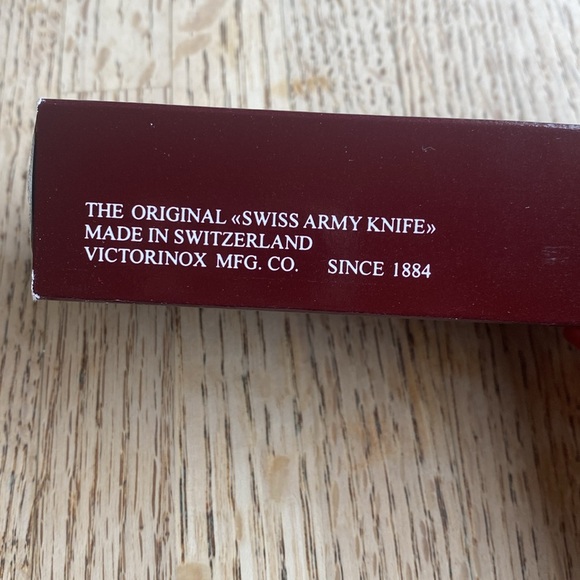 THE ORIGINAL «SWISS ARMY KNIFE»
MADE IN SWITZERLAND
VICTORINOX MFG. CO. SINCE 1884